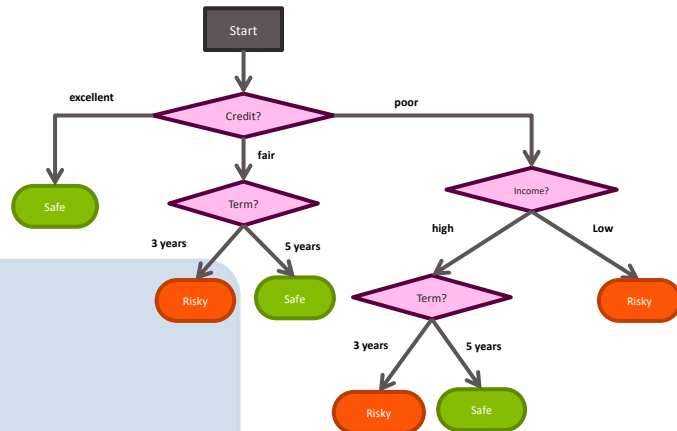 Start
excellent
Credit?
poor
fair
Safe
Term?
Income?
3 years
5 years
high
Low
Risky
Safe
Term?
Risky
3 years
5 years
Risky
Safe